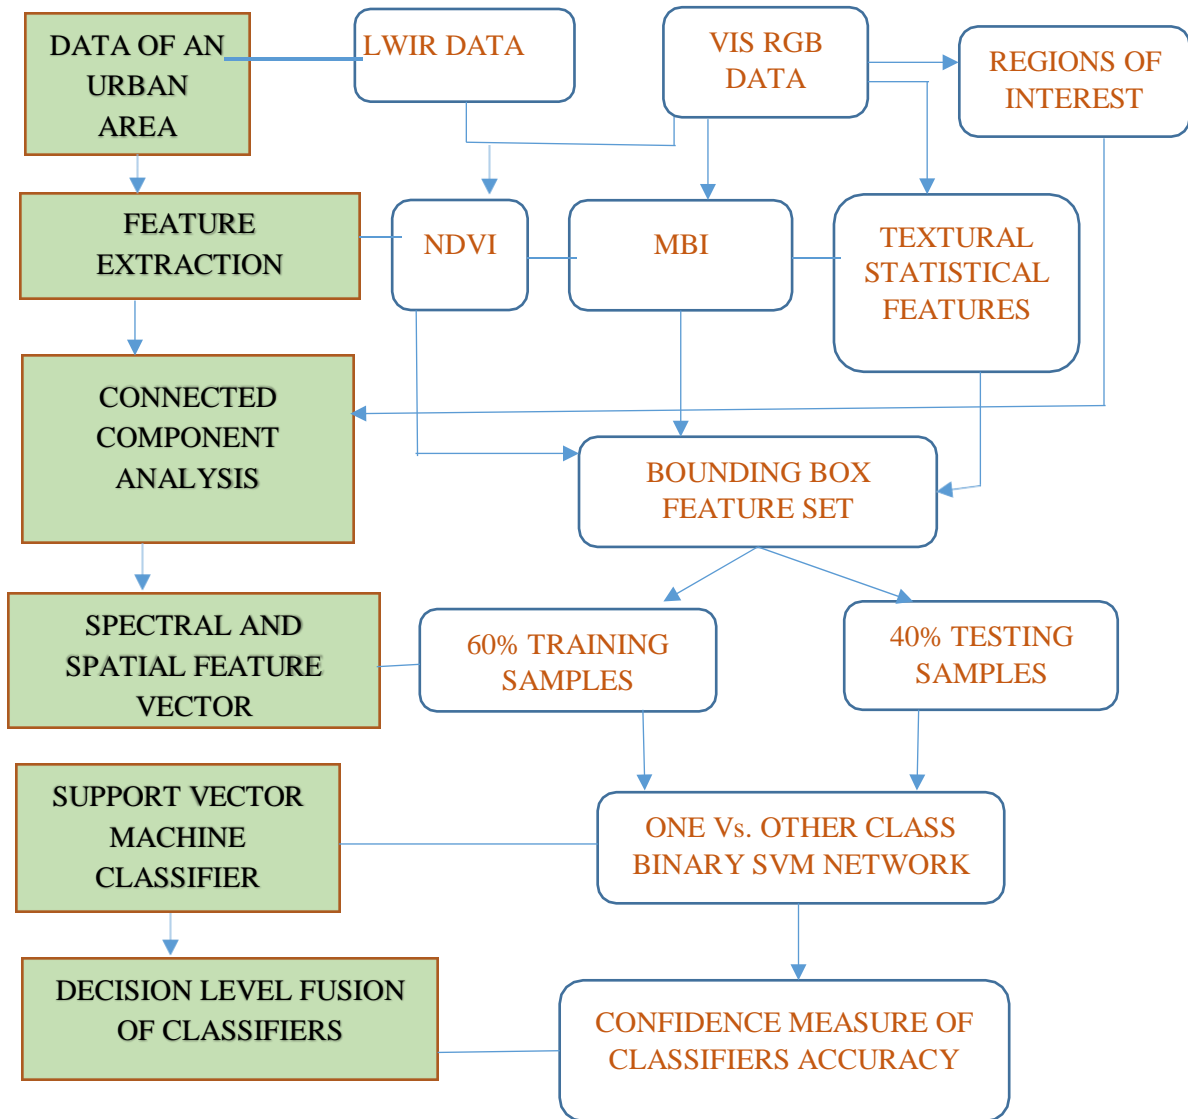 DATA OF AN
URBAN
AREA
LWIR DATA
VIS RGB
DATA
REGIONS OF
INTEREST
FEATURE
EXTRACTION
NDVI
MBI
TEXTURAL
STATISTICAL
FEATURES
CONNECTED
COMPONENT
ANALYSIS
BOUNDING BOX
FEATURE SET
SPECTRAL AND
SPATIAL FEATURE
VECTOR
60% TRAINING
SAMPLES
40% TESTING
SAMPLES
SUPPORT VECTOR
MACHINE
CLASSIFIER
ONE Vs. OTHER CLASS
BINARY SVM NETWORK
DECISION LEVEL FUSION
OF CLASSIFIERS
CONFIDENCE MEASURE OF
CLASSIFIERS ACCURACY